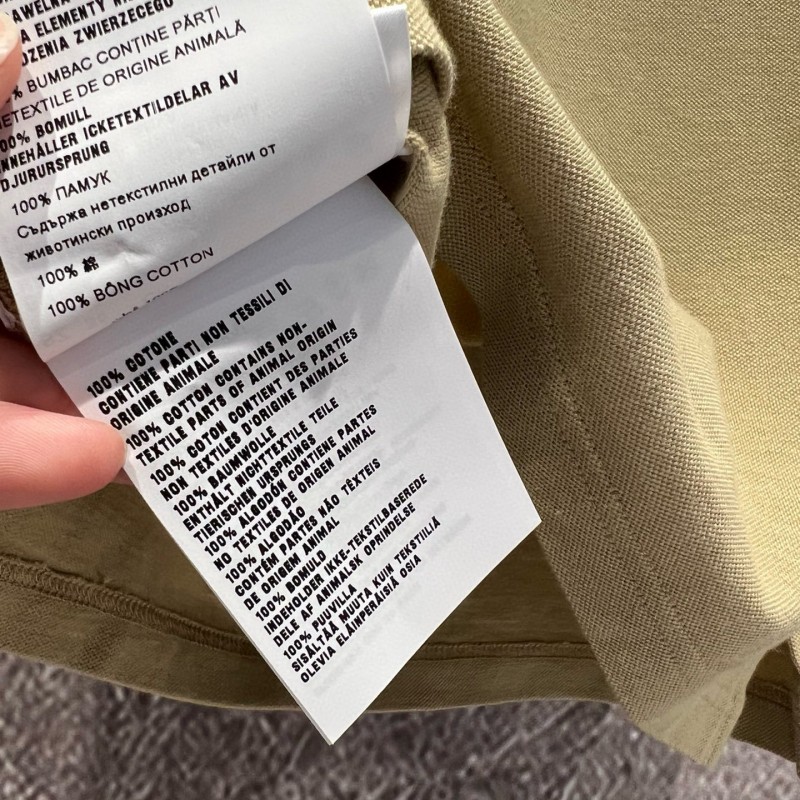 A ELEMENTY
ZENIA ZWIERZĘCEGO
% BUMBAC CONȚINE PĂRȚI
NETEXTILE DE ORIGINE ANIMALĂ
100% BOMULL
INNEHÅLLER ICKETEXTILDELAR AV
DJURURSPRUNG
100% ПАМУК
Съдържа нетекстилни детайли от
животински произход
100% 綿
100% BÔNG COTTON
100% COTONE
CONTIENE PARTI NON TESSILI DI
ORIGINE ANIMALE
100% COTTON CONTAINS NON-
TEXTILE PARTS OF ANIMAL ORIGIN
100% COTON CONTIENT DES PARTIES
NON TEXTILES D'ORIGINE ANIMALE
100% BAUMWOLLE
ENTHÄLT NICHTTEXTILE TEILE
TIERISCHEN URSPRUNGS
100% ALGODÓN CONTIENE PARTES
NO TEXTILES DE ORIGEN ANIMAL
100% ALGODÃO
CONTÉM PARTES NÃO TÊXTEIS
DE ORIGEM ANIMAL
100% BOMULD
INDEHOLDER IKKE-TEKSTILBASEREDE
DELE AF ANIMALSK OPRINDELSE
100% PUUVILLA
SISÄLTÄÄ MUUTA KUIN TEKSTIILIÄ
OLEVIA ELÄINPERÄISIÄ OSIA